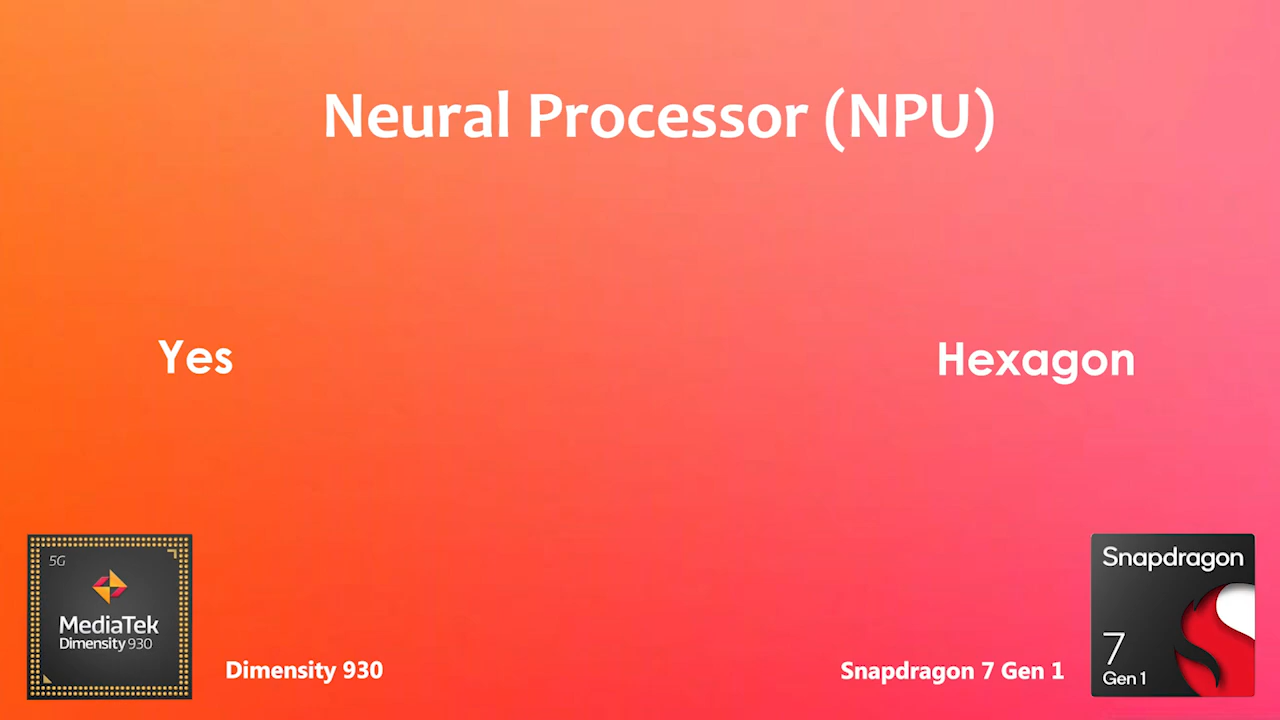 Neural Processor (NPU)
Yes
Hexagon
5G
MediaTek
Dimensity 930
Dimensity 930
Snapdragon 7 Gen 1
Snapdragon
7
Gen 1